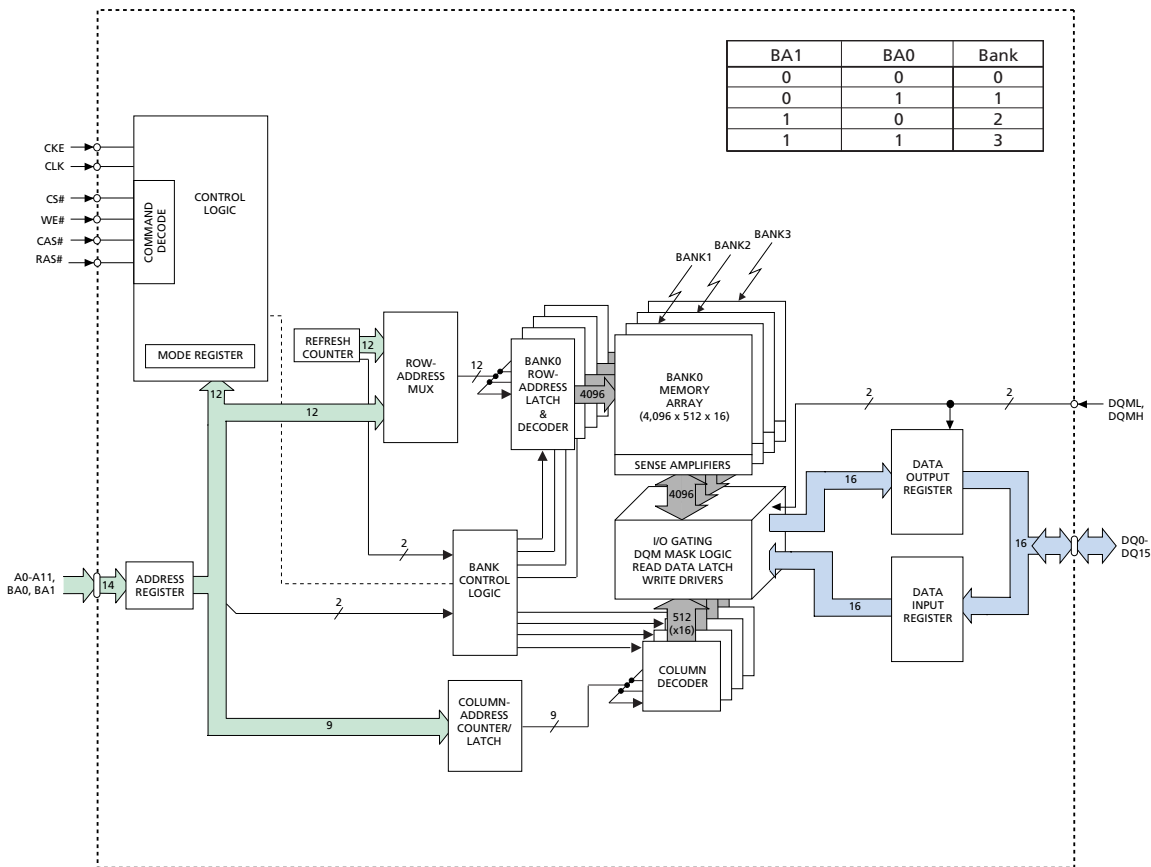 BA1 BA0 Bank
0 0 0
0 1 1
1 0 2
1 1 3
CKE
CLK
CS#
WE#
CAS#
RAS#
COMMAND
DECODE
CONTROL
LOGIC
MODE REGISTER
BANK3
BANK2
BANK1
REFRESH
COUNTER
12
ROW-
ADDRESS
MUX
12
12
12
BANK0
ROW-
ADDRESS
LATCH
&
DECODER
4096
BANK0
MEMORY
ARRAY
(4,096 x 512 x 16)
SENSE AMPLIFIERS
4096
2
2
DQML,
DQMH
DATA
OUTPUT
REGISTER
16
16
DQ0-
DQ15
I/O GATING
DQM MASK LOGIC
READ DATA LATCH
WRITE DRIVERS
16
DATA
INPUT
REGISTER
A0-A11,
BA0, BA1
14
ADDRESS
REGISTER
2
2
BANK
CONTROL
LOGIC
512
(x16)
COLUMN
DECODER
9
COLUMN-
ADDRESS
COUNTER/
LATCH
9